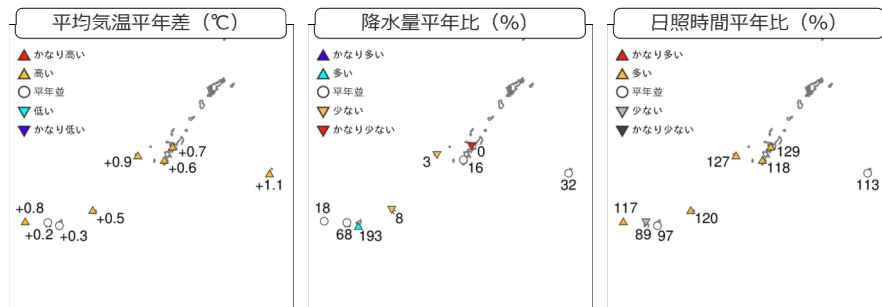 平均気温平年差（℃）
かなり高い
高い
平年並
低い
かなり低い
+0.9
+0.7
+0.6
+1.1
+0.8
+0.5
+0.2
+0.3
降水量平年比（%）
かなり多い
多い
平年並
少ない
かなり少ない
3
0
16
32
18
8
68
193
日照時間平年比（%）
かなり多い
多い
平年並
少ない
かなり少ない
127
129
118
113
117
120
89
97